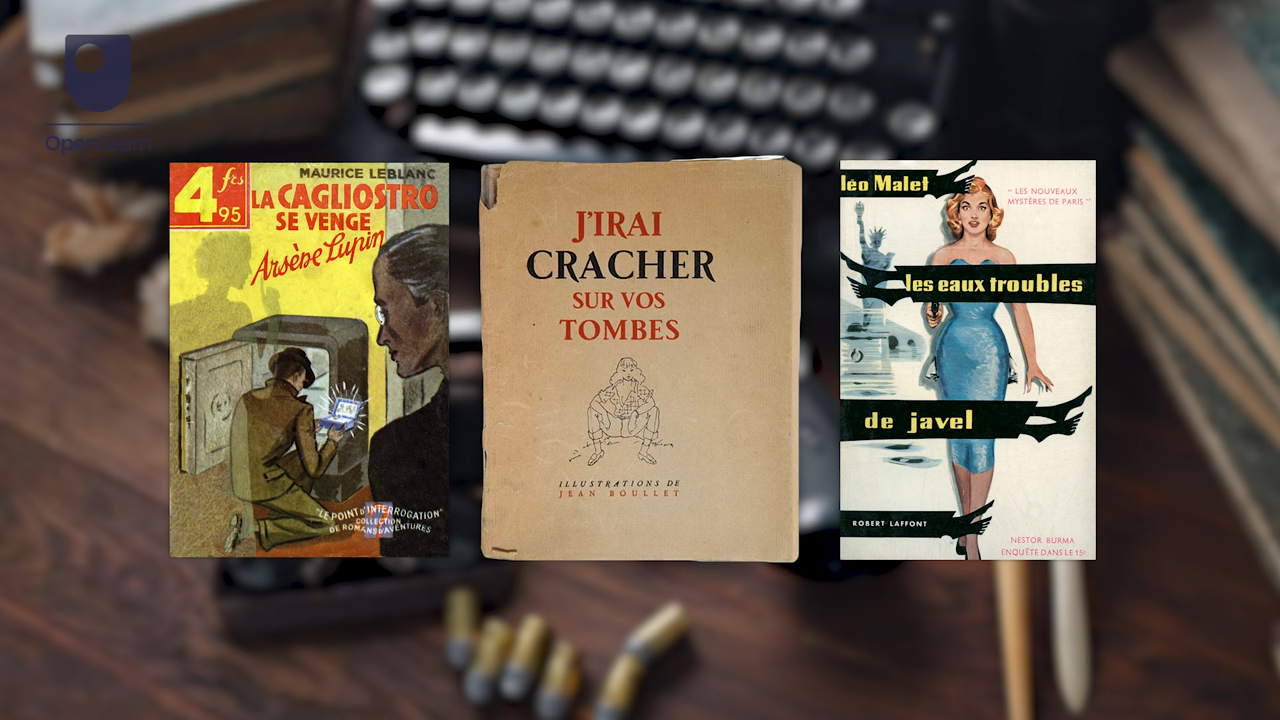 OpenLearn
4 fcs 95
MAURICE LEBLANC
LA CAGLIOSTRO
SE VENGE
Arsène Lupin
"LE POINT D'INTERROGATION"
COLLECTION
DE ROMANS D'AVENTURES
J'IRAI
CRACHER
SUR VOS
TOMBES
ILLUSTRATIONS DE
JEAN BOULLET
léo Malet
"LES NOUVEAUX
MYSTÈRES DE PARIS"
les eaux troubles
de javel
ROBERT LAFFONT
NESTOR BURMA
ENQUÊTE DANS LE 15e